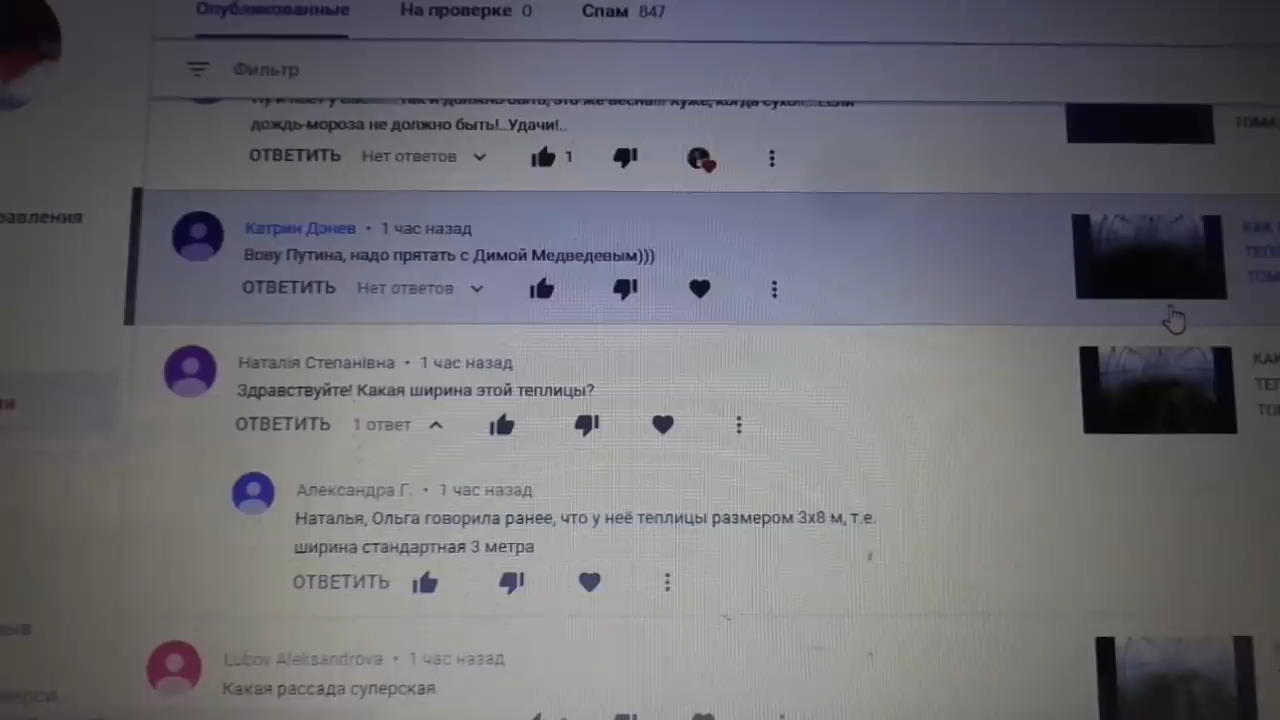 Опубликованные На проверке 0 Спам 847
Фильтр
дождь-мороза не должно быть!..Удачи!..
ОТВЕТИТЬ Нет ответов 1
ТОМА
равления
Катрин Дэнев • 1 час назад
Вову Путина, надо прятать с Димой Медведевым)))
ОТВЕТИТЬ Нет ответов
Наталія Степанівна • 1 час назад
Здравствуйте! Какая ширина этой теплицы?
ОТВЕТИТЬ 1 ответ
Александра Г. • 1 час назад
Наталья, Ольга говорила ранее, что у неё теплицы размером 3х8 м, т.е.
ширина стандартная 3 метра
ОТВЕТИТЬ
Lubov Aleksandrova • 1 час назад
Какая рассада суперская